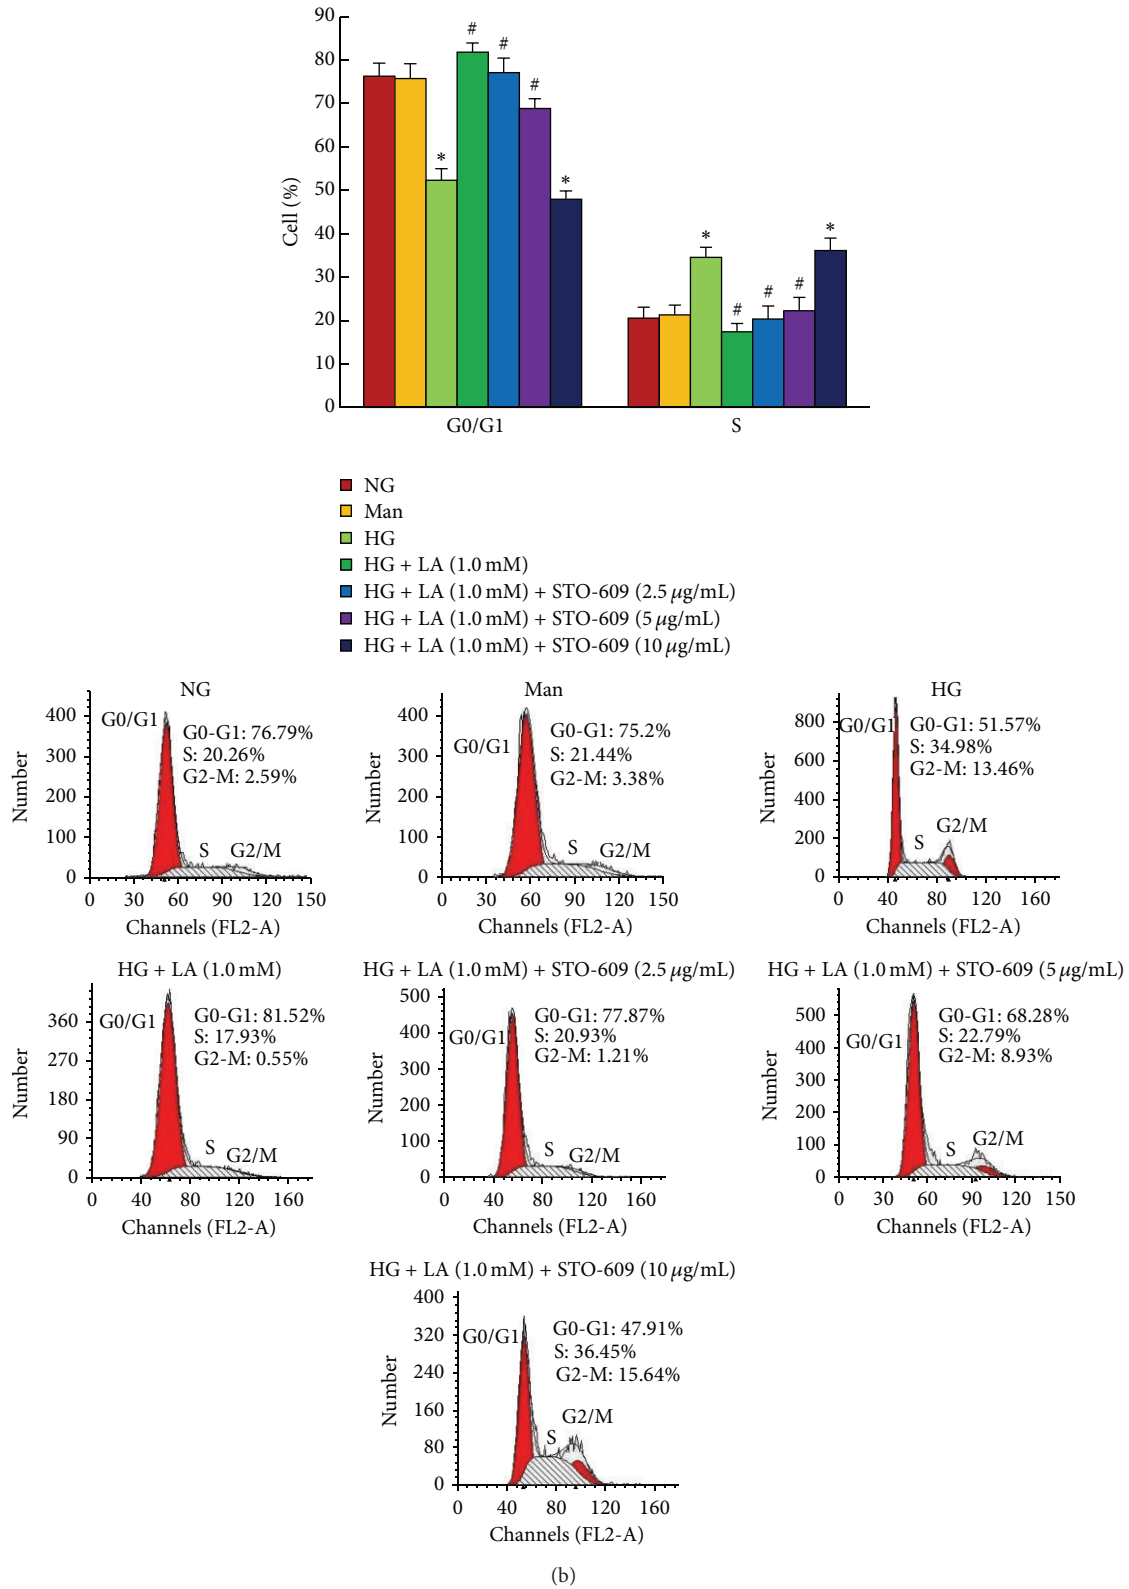 90
80
70
60
50
40
30
20
10
0
Cell (%)
#
#
#
*
*
*
#
#
#
*
G0/G1
S
NG
Man
HG
HG + LA (1.0 mM)
HG + LA (1.0 mM) + STO-609 (2.5 μg/mL)
HG + LA (1.0 mM) + STO-609 (5 μg/mL)
HG + LA (1.0 mM) + STO-609 (10 μg/mL)
NG
G0/G1
G0-G1: 76.79%
S: 20.26%
G2-M: 2.59%
S
G2/M
400
300
200
100
0
Number
0 30 60 90 120 150
Channels (FL2-A)
Man
G0/G1
G0-G1: 75.2%
S: 21.44%
G2-M: 3.38%
S
G2/M
400
300
200
100
0
Number
0 30 60 90 120 150
Channels (FL2-A)
HG
G0/G1
G0-G1: 51.57%
S: 34.98%
G2-M: 13.46%
G2/M
S
800
600
400
200
0
Number
0 40 80 120 160
Channels (FL2-A)
HG + LA (1.0 mM)
G0/G1
G0-G1: 81.52%
S: 17.93%
G2-M: 0.55%
S
G2/M
360
270
180
90
0
Number
0 40 80 120 160
Channels (FL2-A)
HG + LA (1.0 mM) + STO-609 (2.5 μg/mL)
G0/G1
G0-G1: 77.87%
S: 20.93%
G2-M: 1.21%
S
G2/M
500
400
300
200
100
0
Number
0 40 80 120 160
Channels (FL2-A)
HG + LA (1.0 mM) + STO-609 (5 μg/mL)
G0/G1
G0-G1: 68.28%
S: 22.79%
G2-M: 8.93%
G2/M
S
500
400
300
200
100
0
Number
0 30 60 90 120 150
Channels (FL2-A)
HG + LA (1.0 mM) + STO-609 (10 μg/mL)
G0/G1
G0-G1: 47.91%
S: 36.45%
G2-M: 15.64%
G2/M
S
400
320
240
160
80
0
Number
0 40 80 120 160
Channels (FL2-A)
(b)